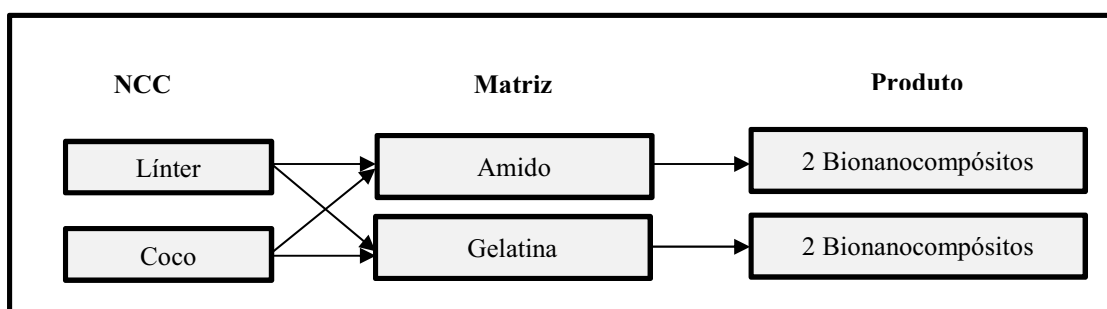 NCC
Matriz
Produto
Línter
Amido
2 Bionanocompósitos
Coco
Gelatina
2 Bionanocompósitos